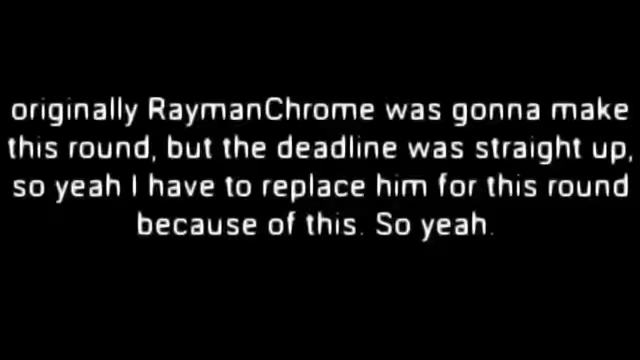 originally RaymanChrome was gonna make
this round, but the deadline was straight up,
so yeah I have to replace him for this round
because of this. So yeah.